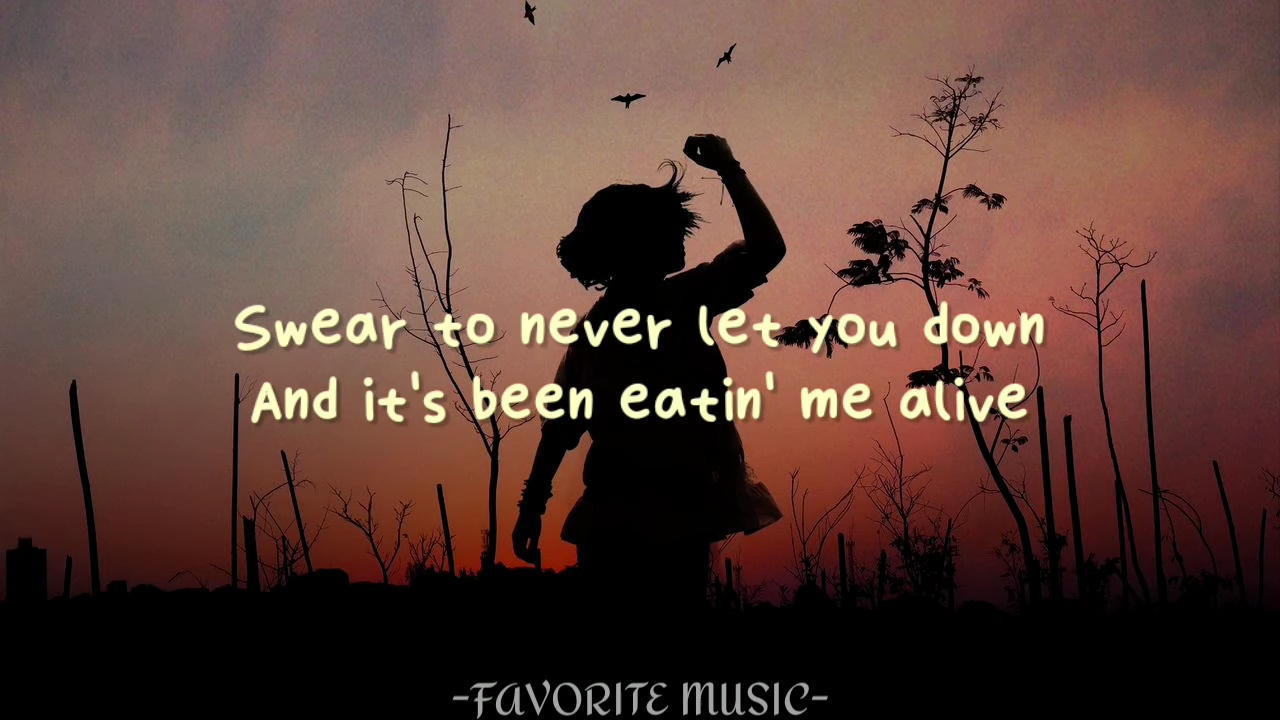 Swear to never let you down
And it's been eatin' me alive
-FAVORITE MUSIC-